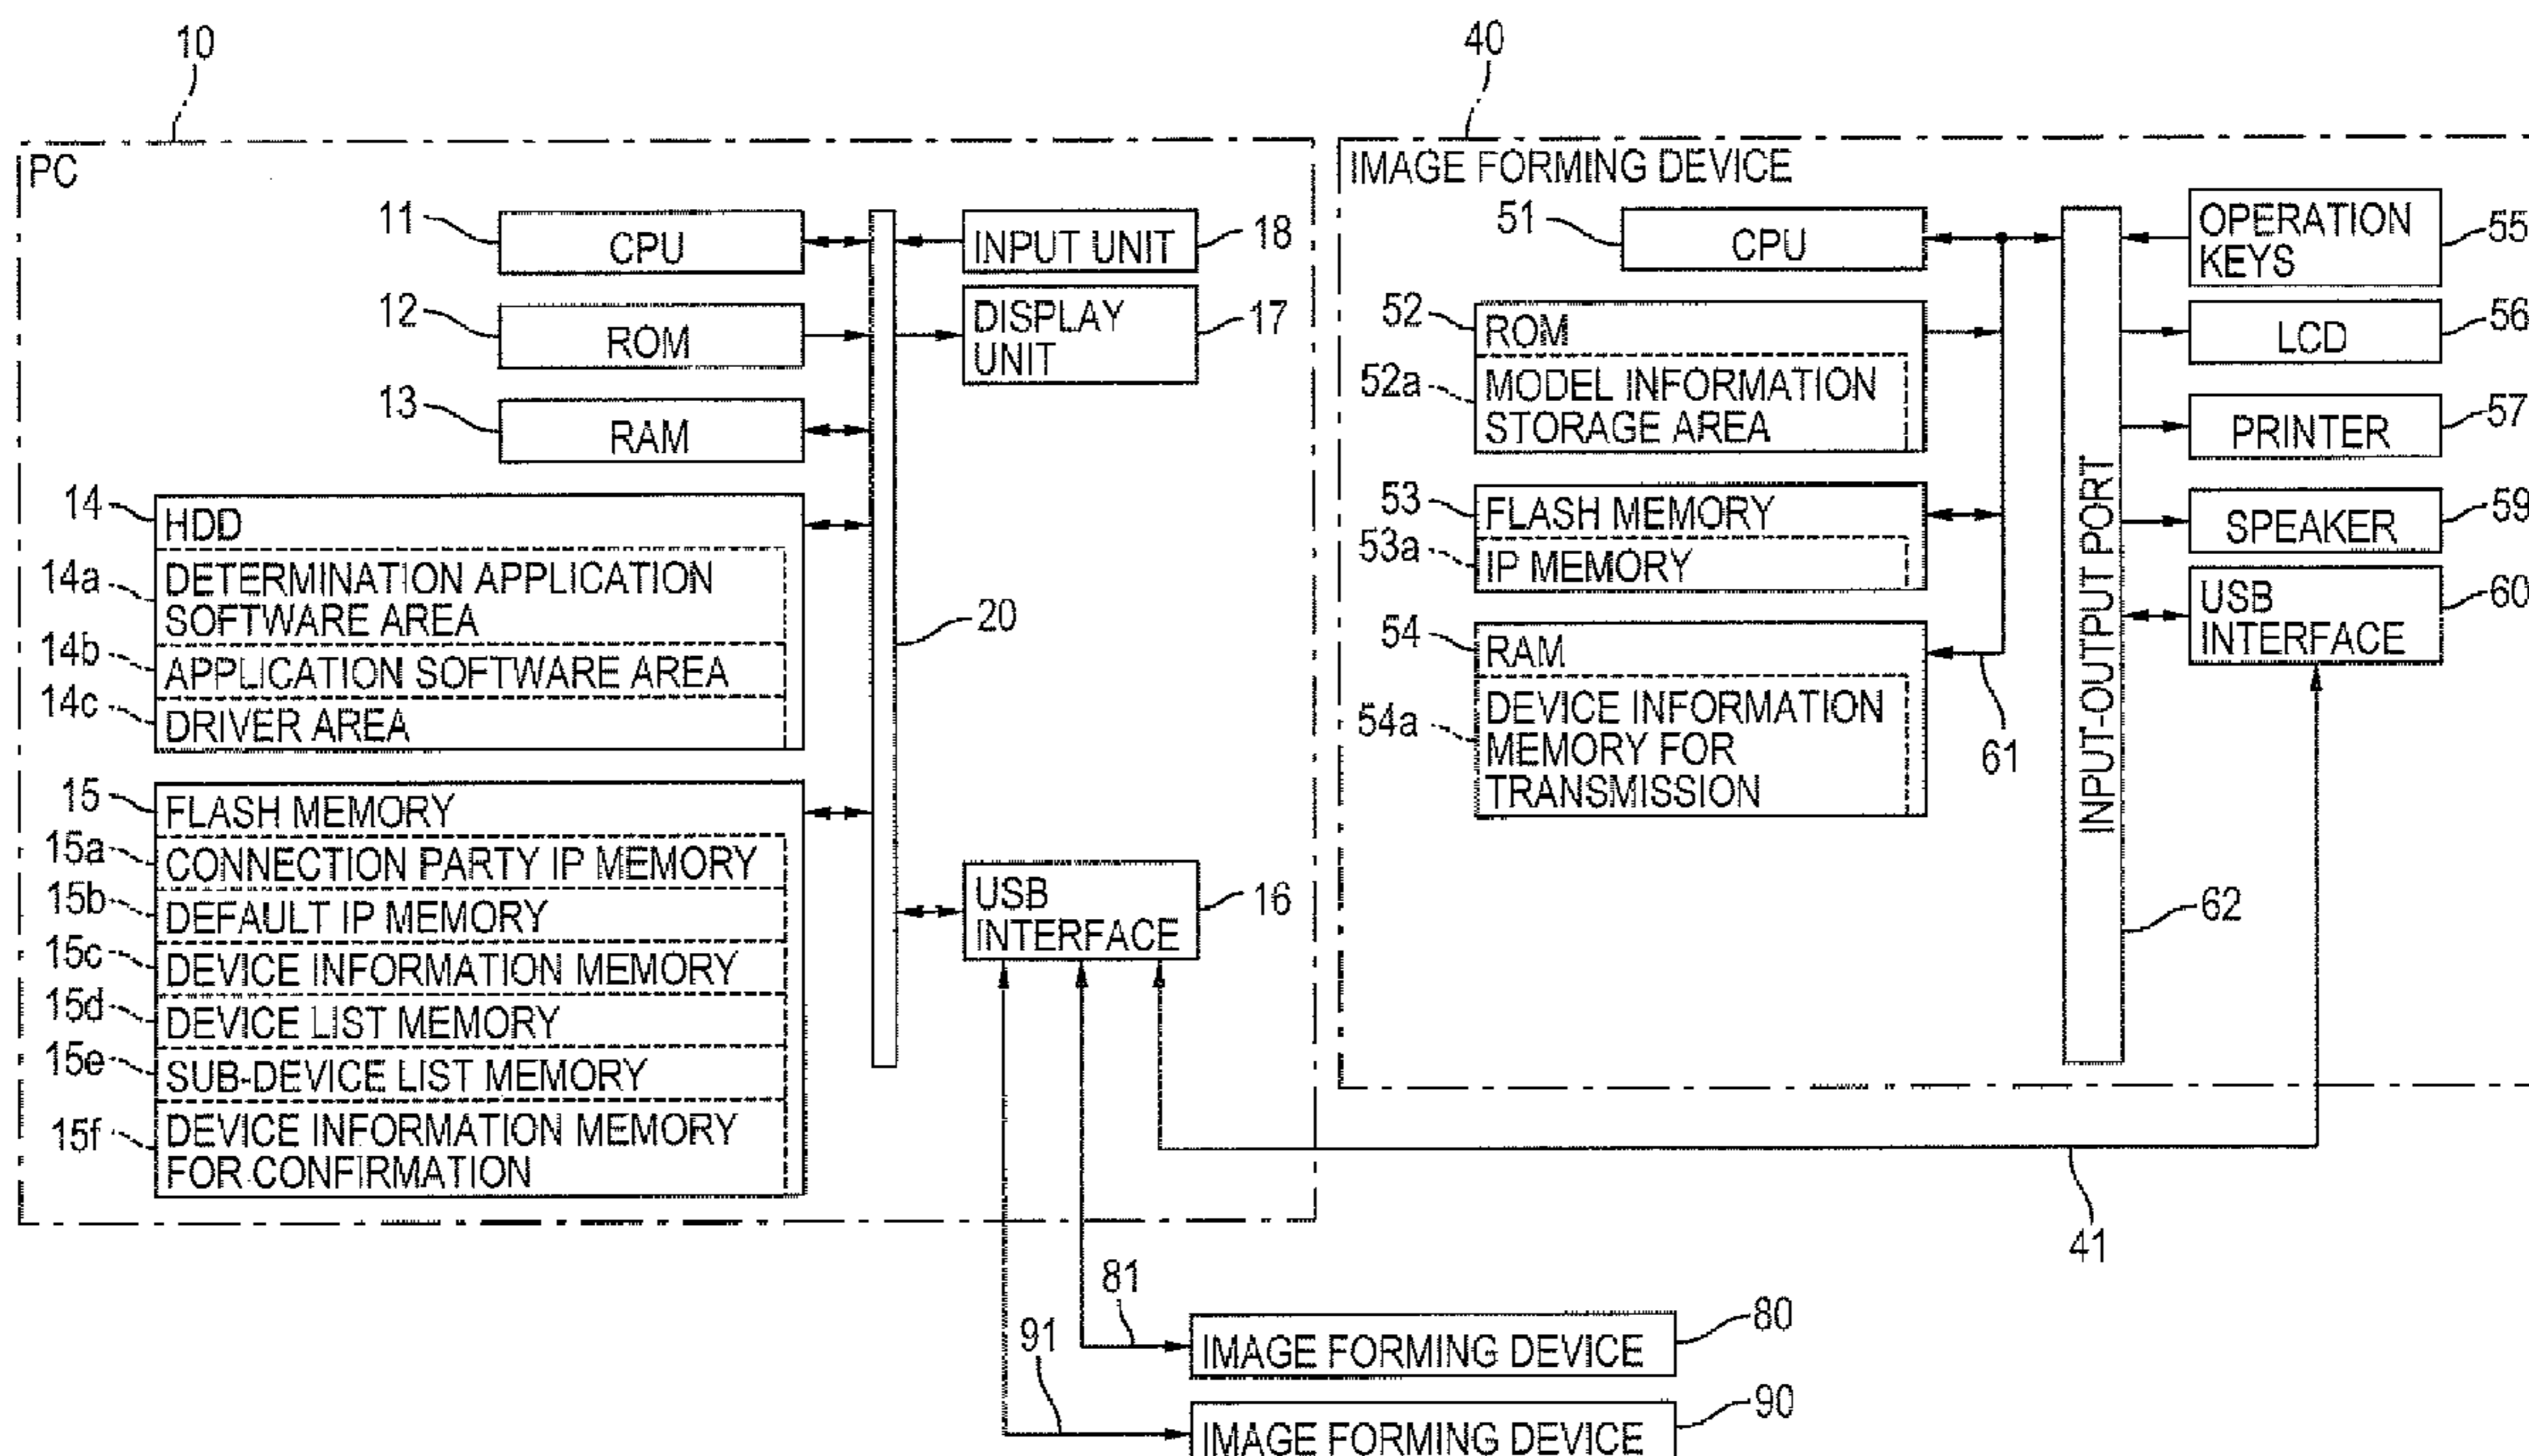 10
40
PC
11
CPU
INPUT UNIT
18
12
ROM
DISPLAY
UNIT
17
13
RAM
14
HDD
14a
DETERMINATION APPLICATION
SOFTWARE AREA
14b
APPLICATION SOFTWARE AREA
14c
DRIVER AREA
20
15
FLASH MEMORY
15a
CONNECTION PARTY IP MEMORY
15b
DEFAULT IP MEMORY
15c
DEVICE INFORMATION MEMORY
15d
DEVICE LIST MEMORY
15e
SUB-DEVICE LIST MEMORY
15f
DEVICE INFORMATION MEMORY
FOR CONFIRMATION
USB
INTERFACE
16
IMAGE FORMING DEVICE
51
CPU
OPERATION
KEYS
55
52
ROM
52a
MODEL INFORMATION
STORAGE AREA
LCD
56
PRINTER
57
53
FLASH MEMORY
53a
IP MEMORY
SPEAKER
59
54
RAM
54a
DEVICE INFORMATION
MEMORY FOR
TRANSMISSION
USB
INTERFACE
60
61
INPUT-OUTPUT PORT
62
41
81
IMAGE FORMING DEVICE
80
91
IMAGE FORMING DEVICE
90